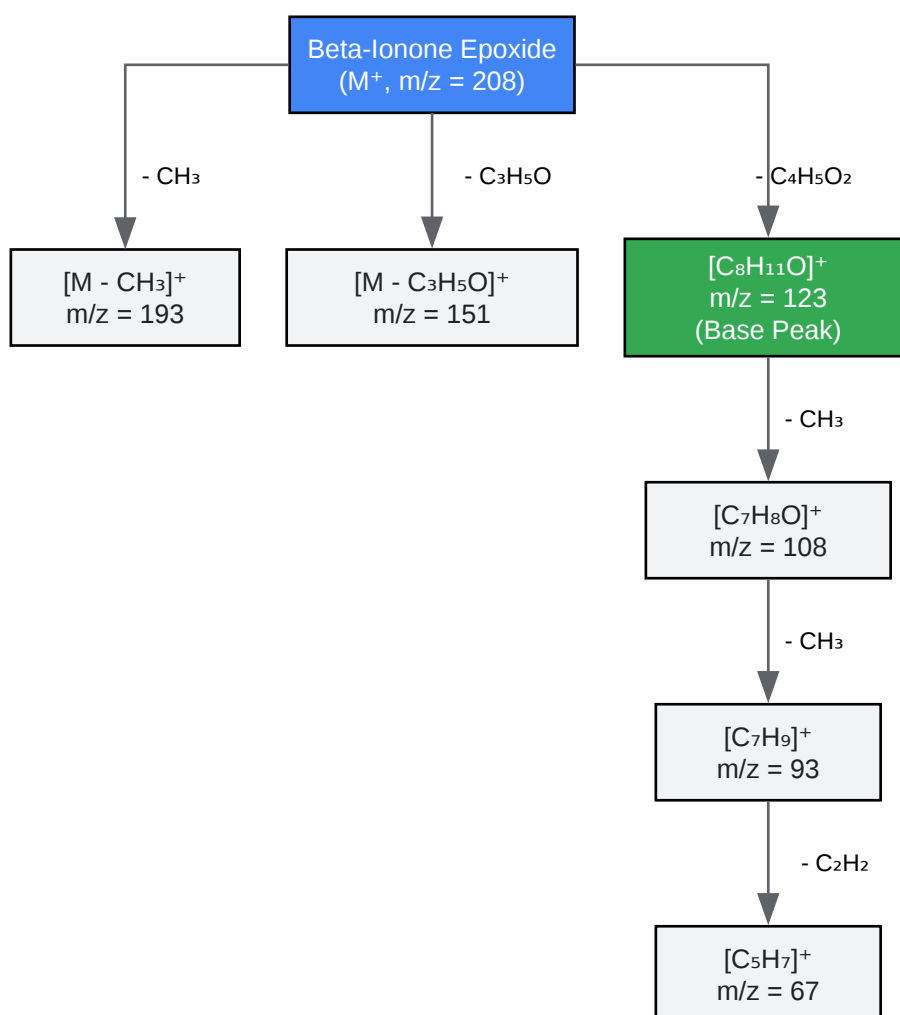 Beta-Ionone Epoxide
(M⁺, m/z = 208)
- CH₃
- C₃H₅O
- C₄H₅O₂
[M - CH₃]⁺
m/z = 193
[M - C₃H₅O]⁺
m/z = 151
[C₈H₁₁O]⁺
m/z = 123
(Base Peak)
- CH₃
[C₇H₈O]⁺
m/z = 108
- CH₃
[C₇H₉]⁺
m/z = 93
- C₂H₂
[C₅H₇]⁺
m/z = 67